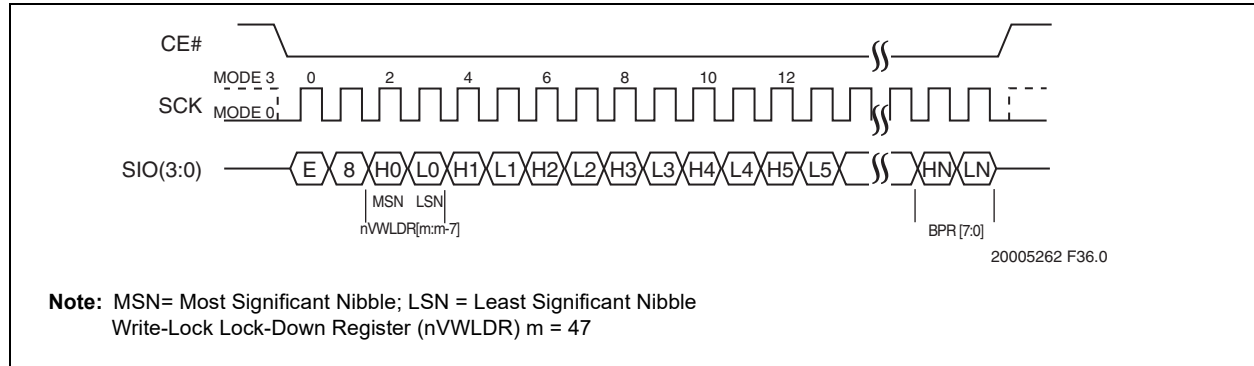 CE#
MODE 3 0 2 4 6 8 10 12
SCK
MODE 0
SIO(3:0) E 8 H0 L0 H1 L1 H2 L2 H3 L3 H4 L4 H5 L5 HN LN
MSN LSN
nVWLDR[m:m-7] BPR [7:0]
20005262 F36.0
Note: MSN= Most Significant Nibble; LSN = Least Significant Nibble
Write-Lock Lock-Down Register (nVWLDR) m = 47